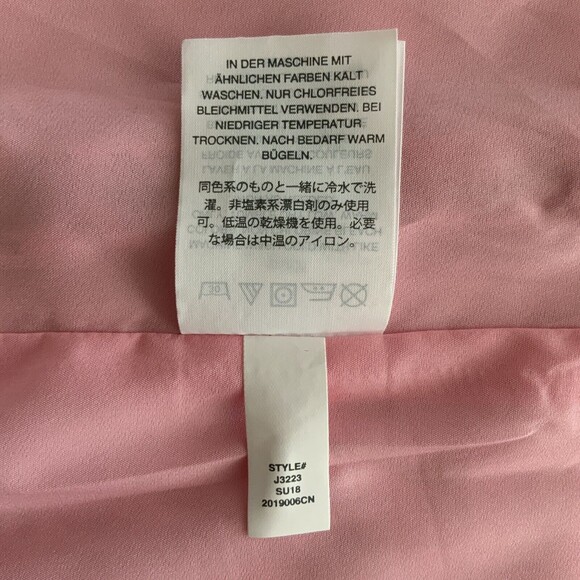 IN DER MASCHINE MIT
ÄHNLICHEN FARBEN KALT
WASCHEN. NUR CHLORFREIES
BLEICHMITTEL VERWENDEN. BEI
NIEDRIGER TEMPERATUR
TROCKNEN. NACH BEDARF WARM
BÜGELN.
同色系のものと一緒に冷水で洗
濯。非塩素系漂白剤のみ使用
可。低温の乾燥機を使用。必要
な場合は中温のアイロン。
STYLE#
J3223
SU18
2019006CN